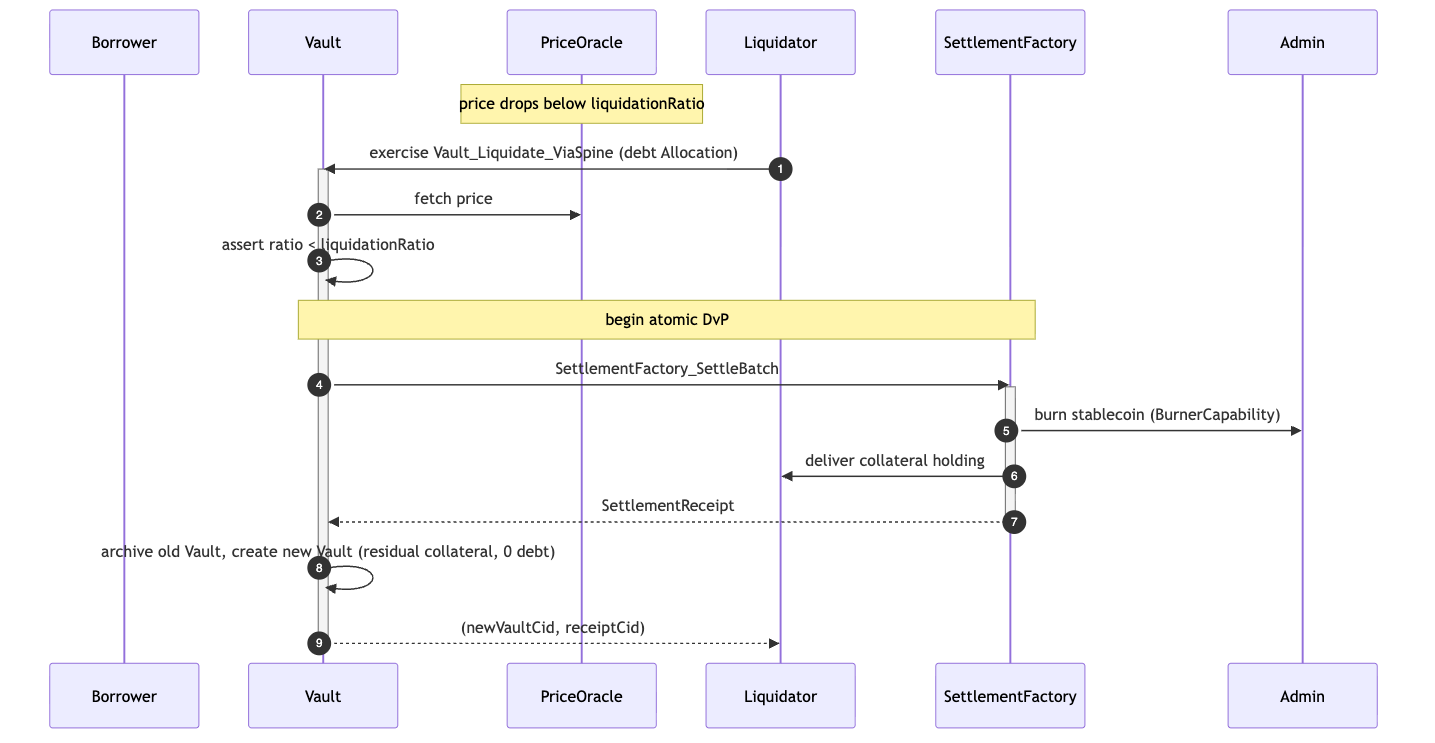 Borrower
Vault
PriceOracle
Liquidator
SettlementFactory
Admin
price drops below liquidationRatio
exercise Vault_Liquidate_ViaSpine (debt Allocation)
1
fetch price
2
assert ratio < liquidationRatio
3
begin atomic DvP
SettlementFactory_SettleBatch
4
burn stablecoin (BurnerCapability)
5
deliver collateral holding
6
SettlementReceipt
7
archive old Vault, create new Vault (residual collateral, 0 debt)
8
(newVaultCid, receiptCid)
9
Borrower
Vault
PriceOracle
Liquidator
SettlementFactory
Admin